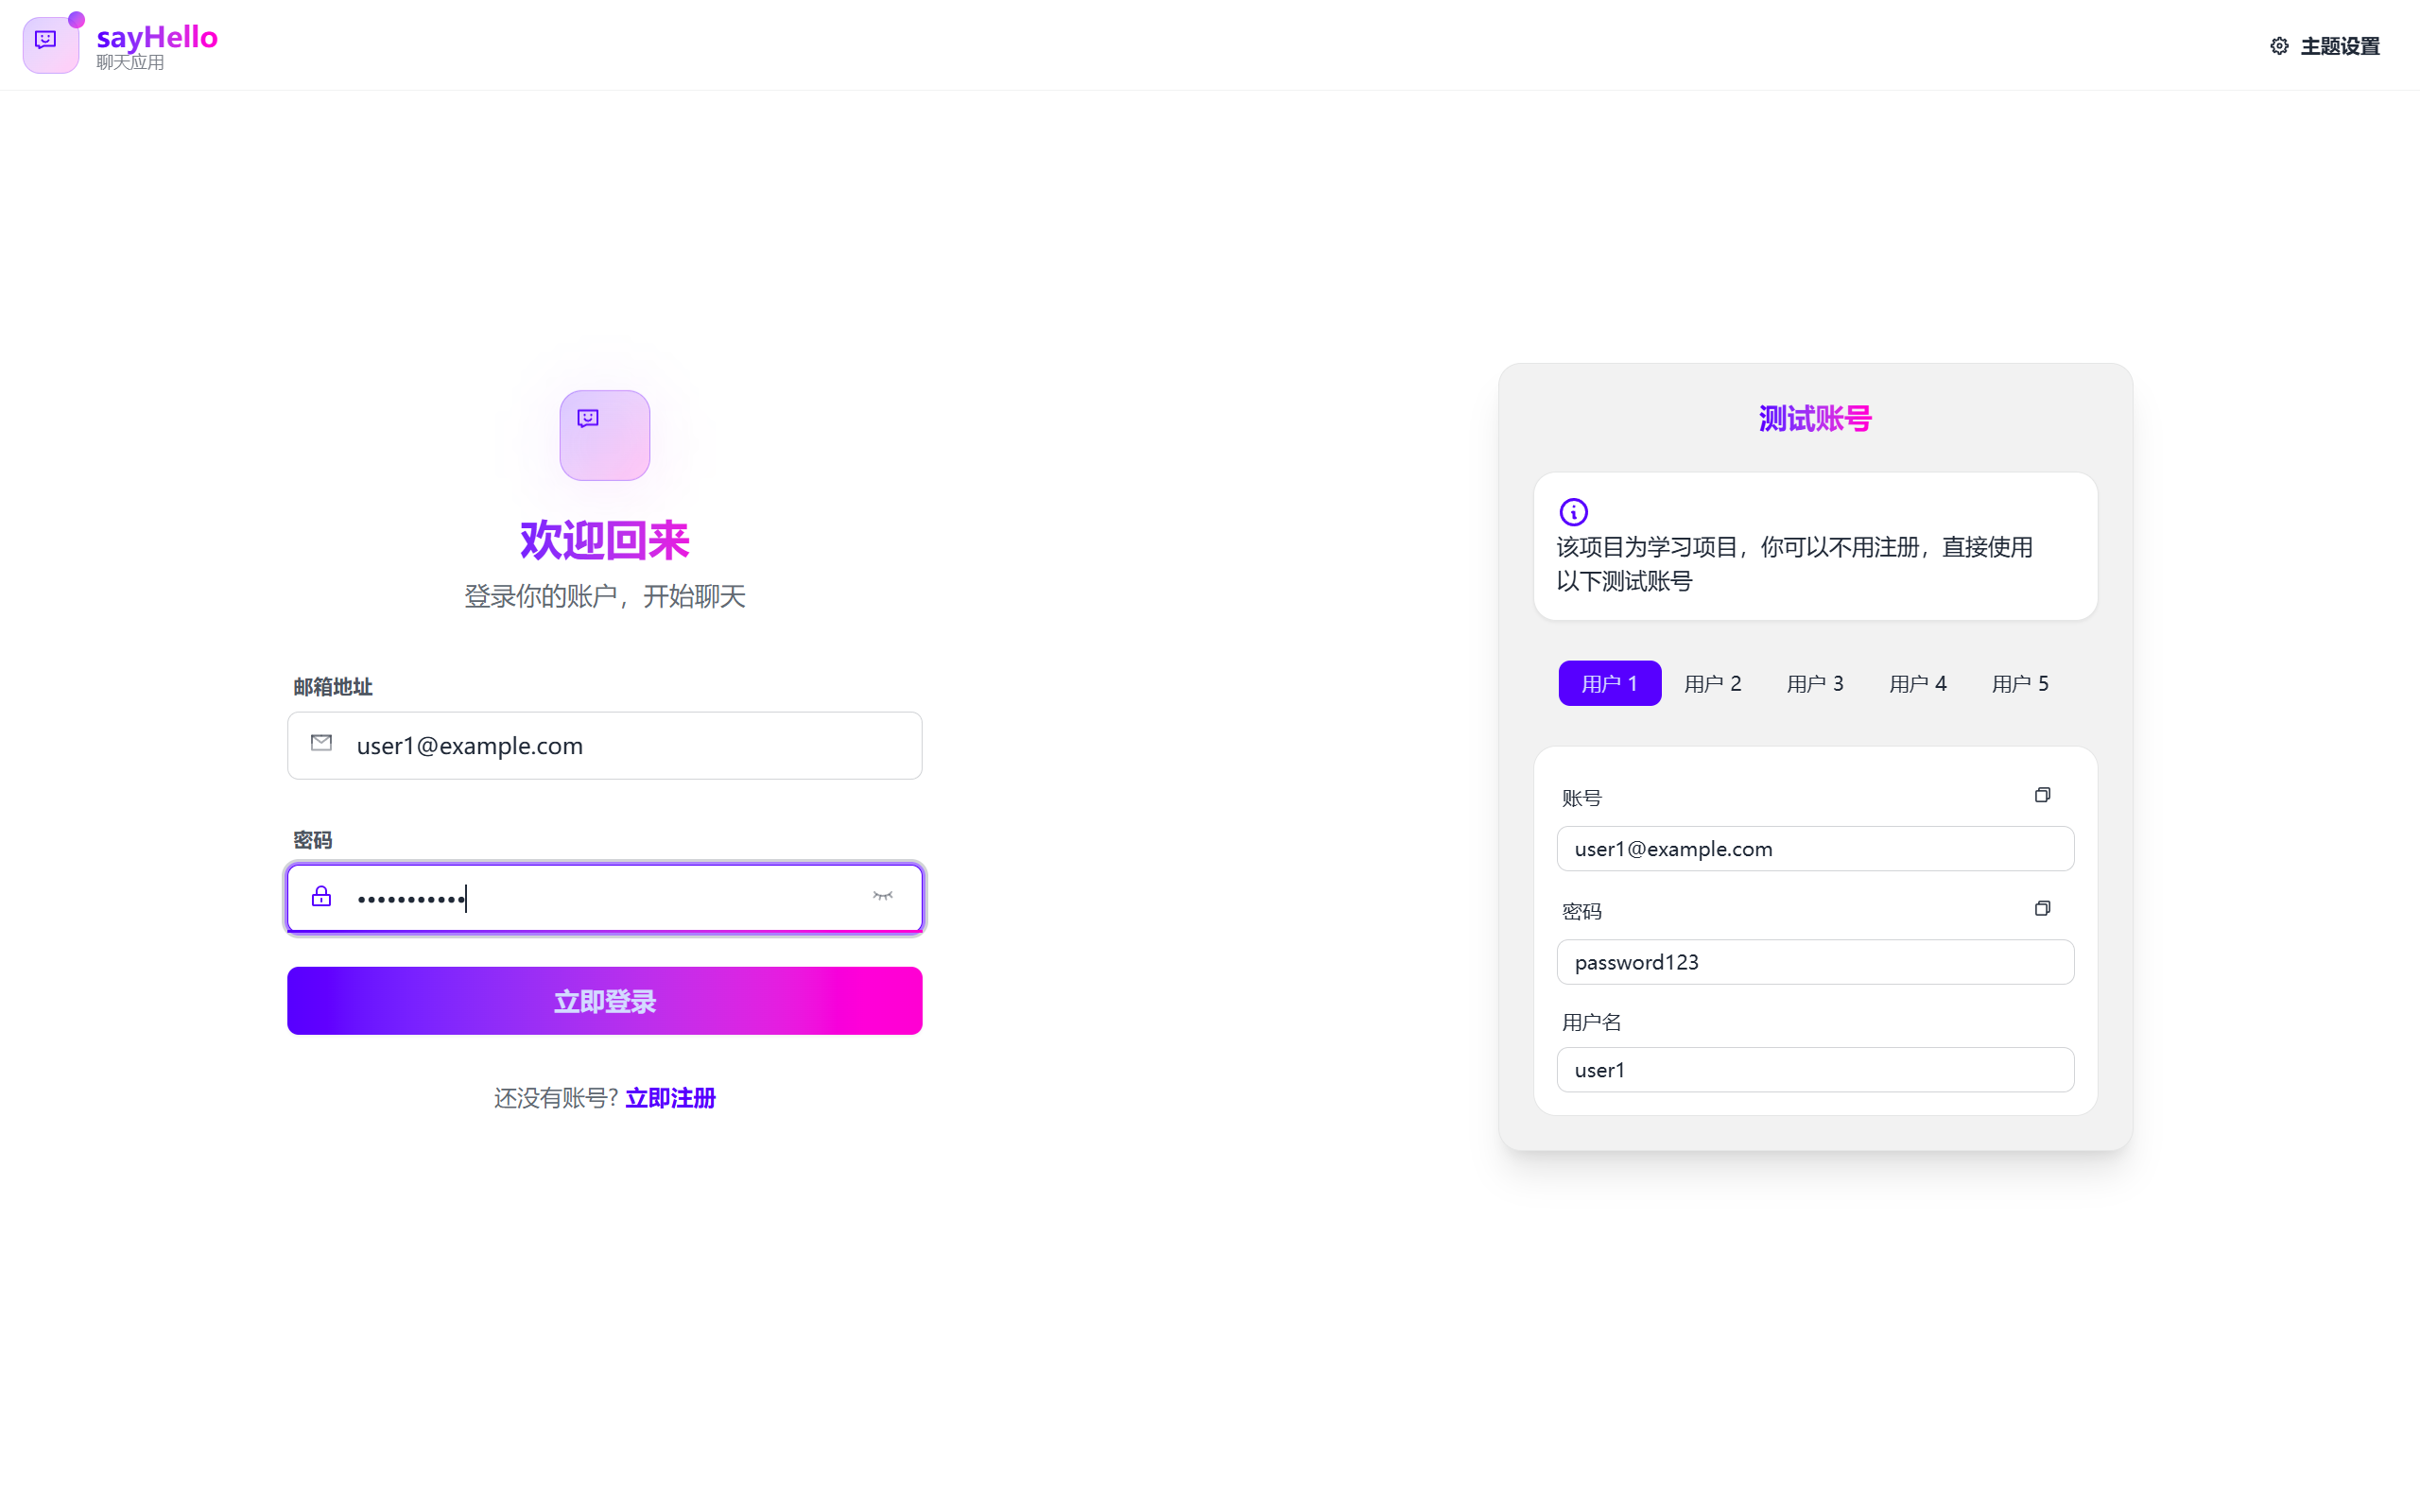 sayHello
聊天应用
主题设置
欢迎回来
登录你的账户，开始聊天
邮箱地址
user1@example.com
密码
•••••••••••
立即登录
还没有账号? 立即注册
测试账号
该项目为学习项目，你可以不用注册，直接使用
以下测试账号
用户 1 用户 2 用户 3 用户 4 用户 5
账号
user1@example.com
密码
password123
用户名
user1